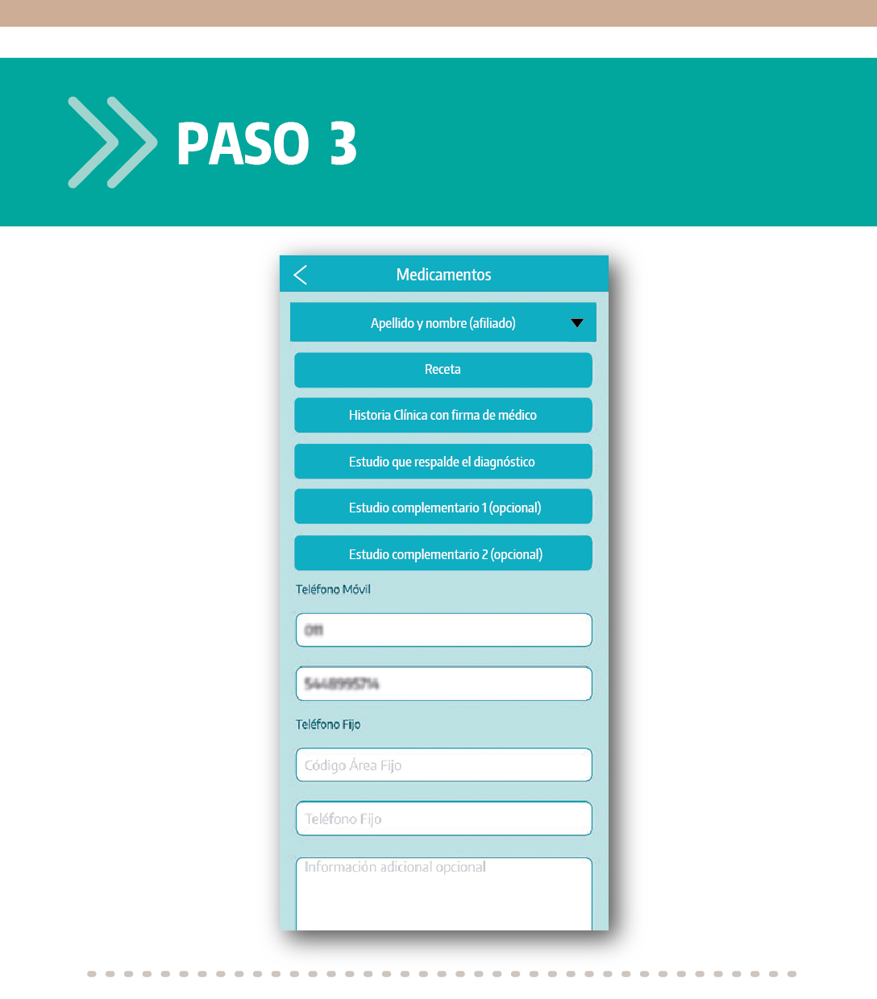 PASO 3
Medicamentos
Apellido y nombre (afiliado)
Receta
Historia Clínica con firma de médico
Estudio que respalde el diagnóstico
Estudio complementario 1 (opcional)
Estudio complementario 2 (opcional)
Teléfono Móvil
Teléfono Fijo
Código Área Fijo
Teléfono Fijo
Información adicional opcional